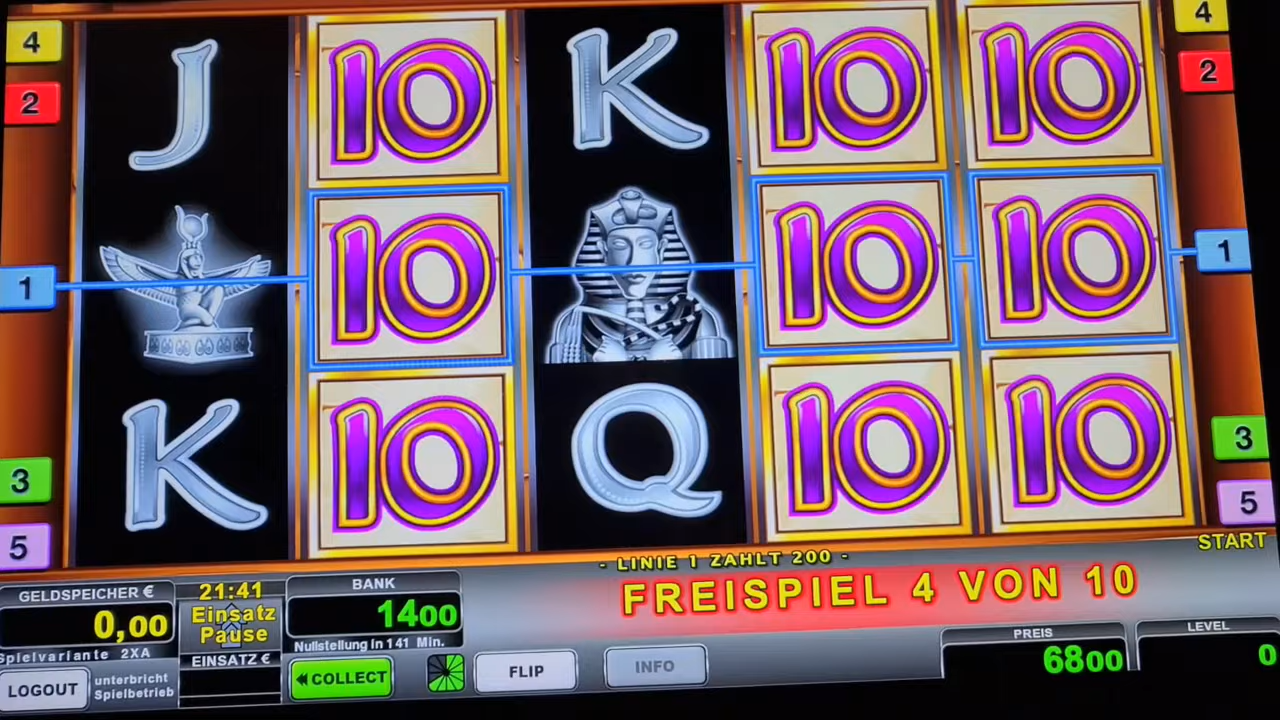 4
J
10
K
10
10
4
2
2
1
10
10
10
1
K
10
Q
10
10
3
3
5
5
- LINIE 1 ZAHLT 200 -
START
FREISPIEL 4 VON 10
GELDSPEICHER €
0,00
21:41
Einsatz
Pause
BANK
1400
Nullstellung in 141 Min.
Spielvariante 2XA
EINSATZ €
LOGOUT
unterbricht
Spielbetrieb
COLLECT
FLIP
INFO
PREIS
6800
LEVEL
0